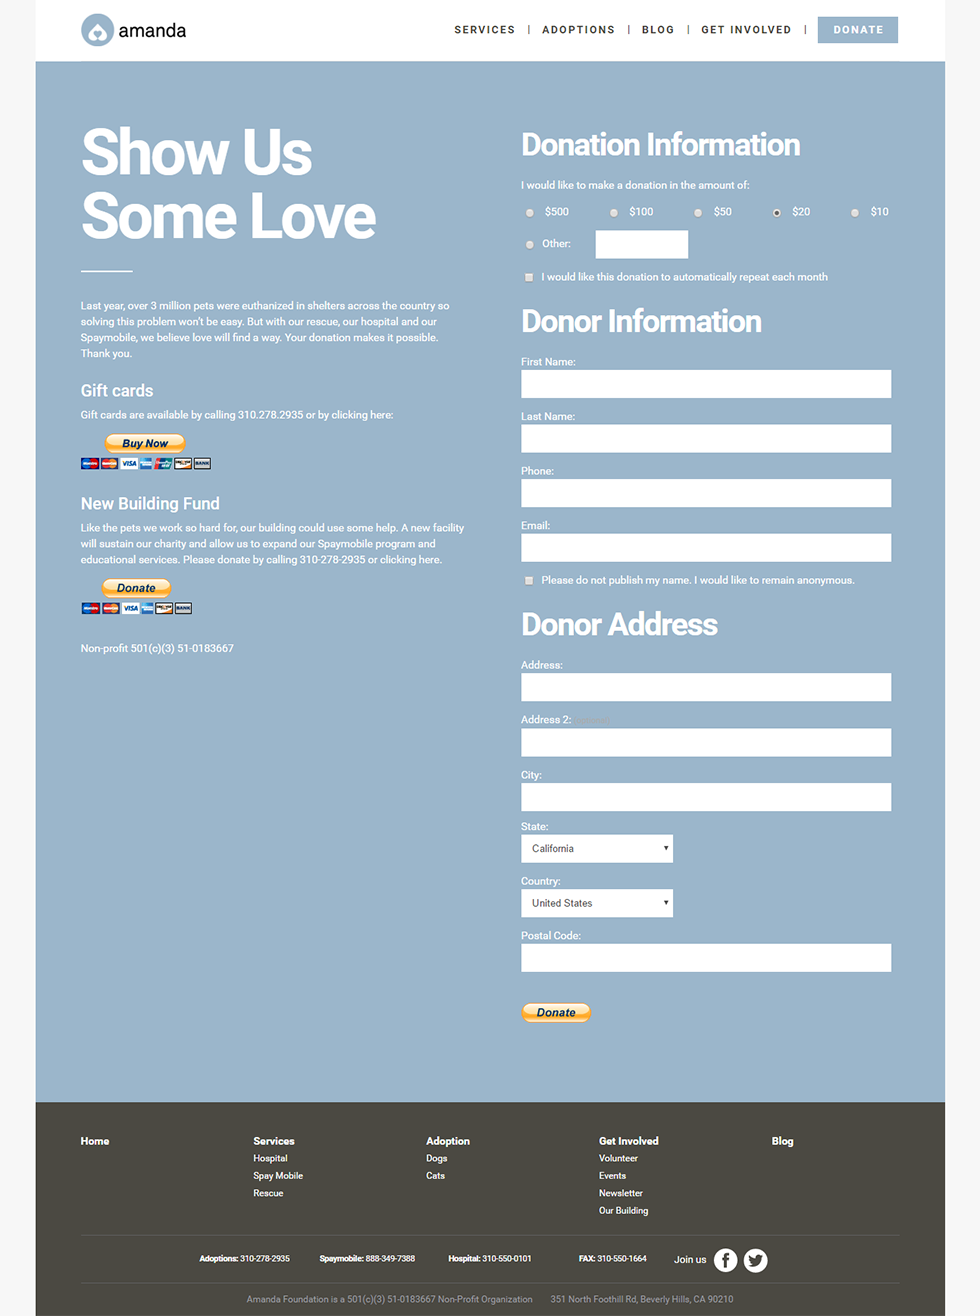 amanda
SERVICES | ADOPTIONS | BLOG | GET INVOLVED | DONATE
Show Us
Some Love
Last year, over 3 million pets were euthanized in shelters across the country so
solving this problem won't be easy. But with our rescue, our hospital and our
Spaymobile, we believe love will find a way. Your donation makes it possible.
Thank you.
Gift cards
Gift cards are available by calling 310.278.2935 or by clicking here:
Buy Now
VISA BANK
New Building Fund
Like the pets we work so hard for, our building could use some help. A new facility
will sustain our charity and allow us to expand our Spaymobile program and
educational services. Please donate by calling 310-278-2935 or clicking here.
Donate
VISA BANK
Non-profit 501(c)(3) 51-0183667
Donation Information
I would like to make a donation in the amount of:
$500 $100 $50 $20 $10
Other:
I would like this donation to automatically repeat each month
Donor Information
First Name:
Last Name:
Phone:
Email:
Please do not publish my name. I would like to remain anonymous.
Donor Address
Address:
Address 2:
City:
State:
California
Country:
United States
Postal Code:
Donate
Home
Services
Hospital
Spay Mobile
Rescue
Adoption
Dogs
Cats
Get Involved
Volunteer
Events
Newsletter
Our Building
Blog
Adoptions: 310-278-2935 Spaymobile: 888-349-7388 Hospital: 310-550-0101 FAX: 310-550-1664 Join us
Amanda Foundation is a 501(c)(3) 51-0183667 Non-Profit Organization 351 North Foothill Rd, Beverly Hills, CA 90210